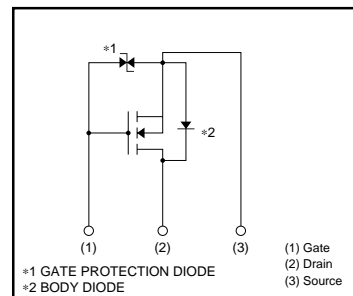 ∗1
∗2
(1) (2) (3)
(1) Gate
(2) Drain
(3) Source
∗1 GATE PROTECTION DIODE
∗2 BODY DIODE